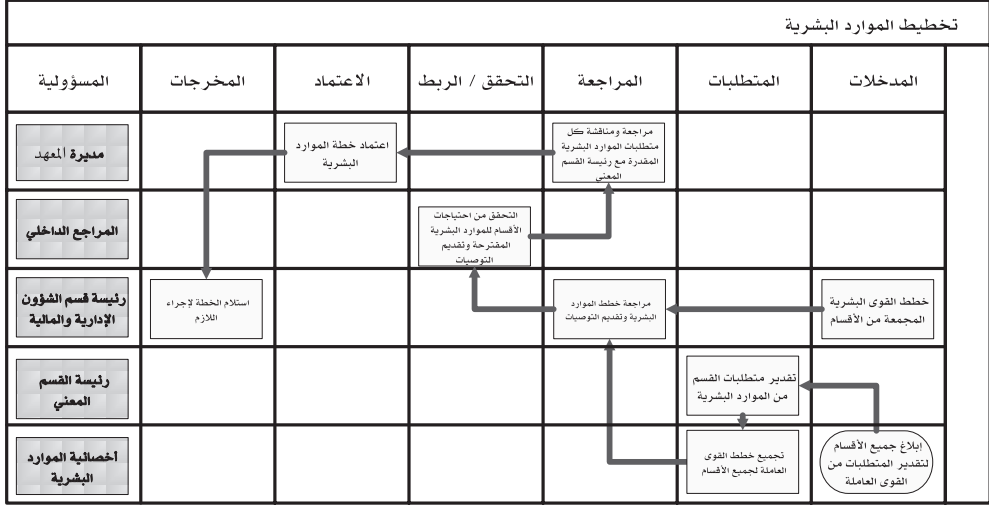 تخطيط الموارد البشرية
المدخلات
المتطلبات
المراجعة
التحقق / الربط
الاعتماد
المخرجات
المسؤولية
مراجعة ومناقشة كل
متطلبات الموارد البشرية
المقدرة مع رئيسة القسم
المعني
اعتماد خطة الموارد
البشرية
مديرة المعهد
التحقق من احتياجات
الأقسام للموارد البشرية
المقترحة وتقديم
التوصيات
المراجع الداخلي
خطط القوى البشرية
المجمعة من الأقسام
مراجعة خطط الموارد
البشرية وتقديم التوصيات
استلام الخطة لإجراء
اللازم
رئيسة قسم الشؤون
الإدارية والمالية
تقدير متطلبات القسم
من الموارد البشرية
رئيسة القسم
المعني
إبلاغ جميع الأقسام
لتقدير المتطلبات من
القوى العاملة
تجميع خطط القوى
العاملة لجميع الأقسام
أخصائية الموارد
البشرية